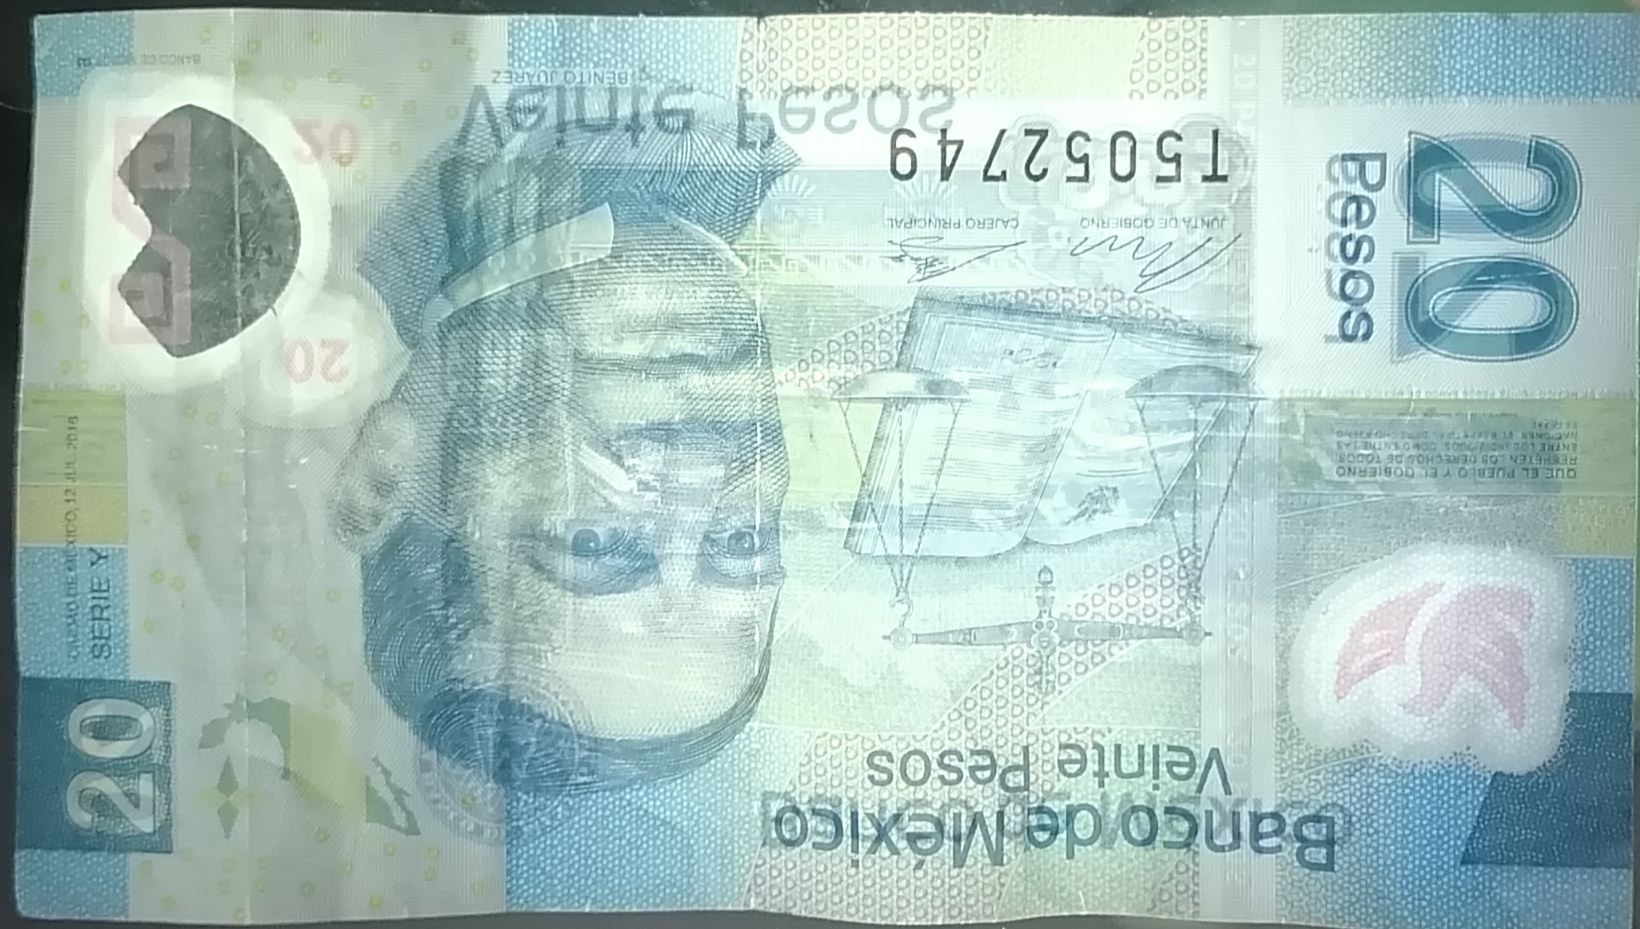 Banco de México
Veinte Pesos
20
QUE EL PUEBLO Y EL GOBIERNO
RESPETEN LOS DERECHOS DE TODOS
ENTRE LOS INDIVIDUOS, COMO ENTRE LAS
NACIONES, EL RESPETO AL DERECHO AJENO
ES LA PAZ
JUNTA DE GOBIERNO
CAJERO PRINCIPAL
T5052749
20
Pesos
Veinte Pesos
BENITO JUÁREZ
20
20
CIUDAD DE MÉXICO, 12 JUL. 2016
SERIE Y
BANCO DE MÉXICO